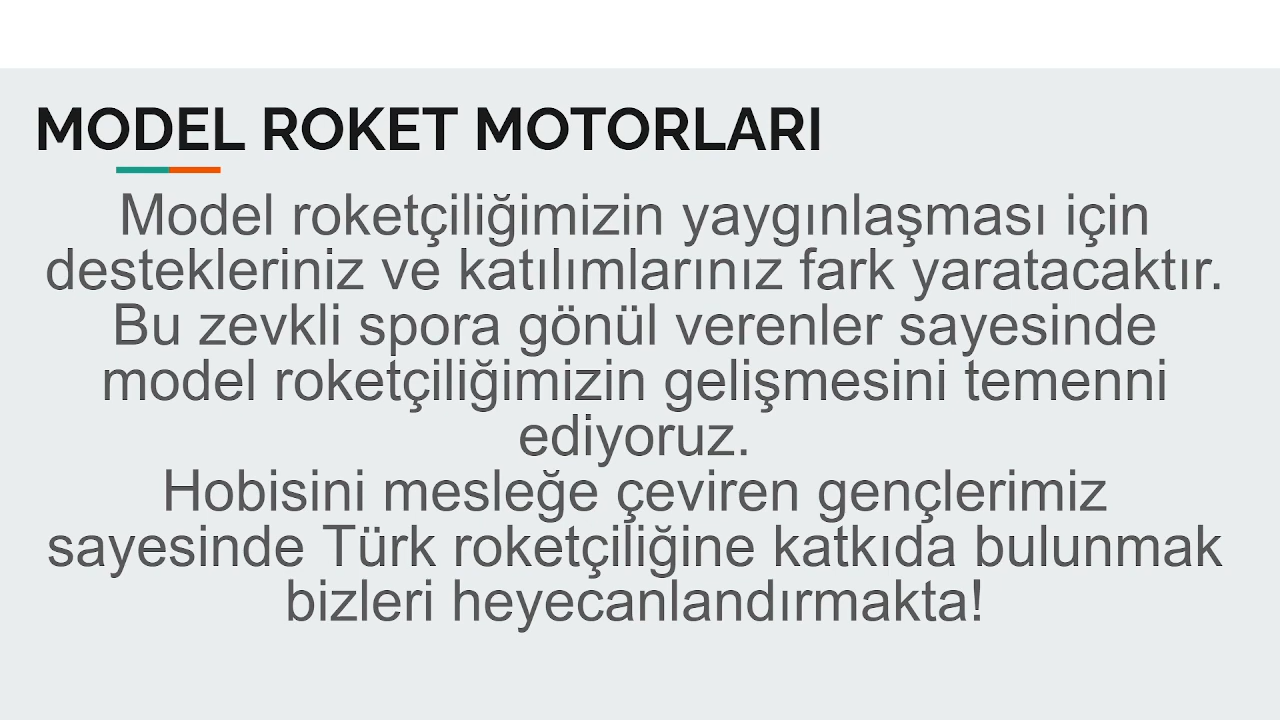 MODEL ROKET MOTORLARI
Model roketçiliğimizin yaygınlaşması için
destekleriniz ve katılımlarınız fark yaratacaktır.
Bu zevkli spora gönül verenler sayesinde
model roketçiliğimizin gelişmesini temenni
ediyoruz.
Hobisini mesleğe çeviren gençlerimiz
sayesinde Türk roketçiliğine katkıda bulunmak
bizleri heyecanlandırmakta!